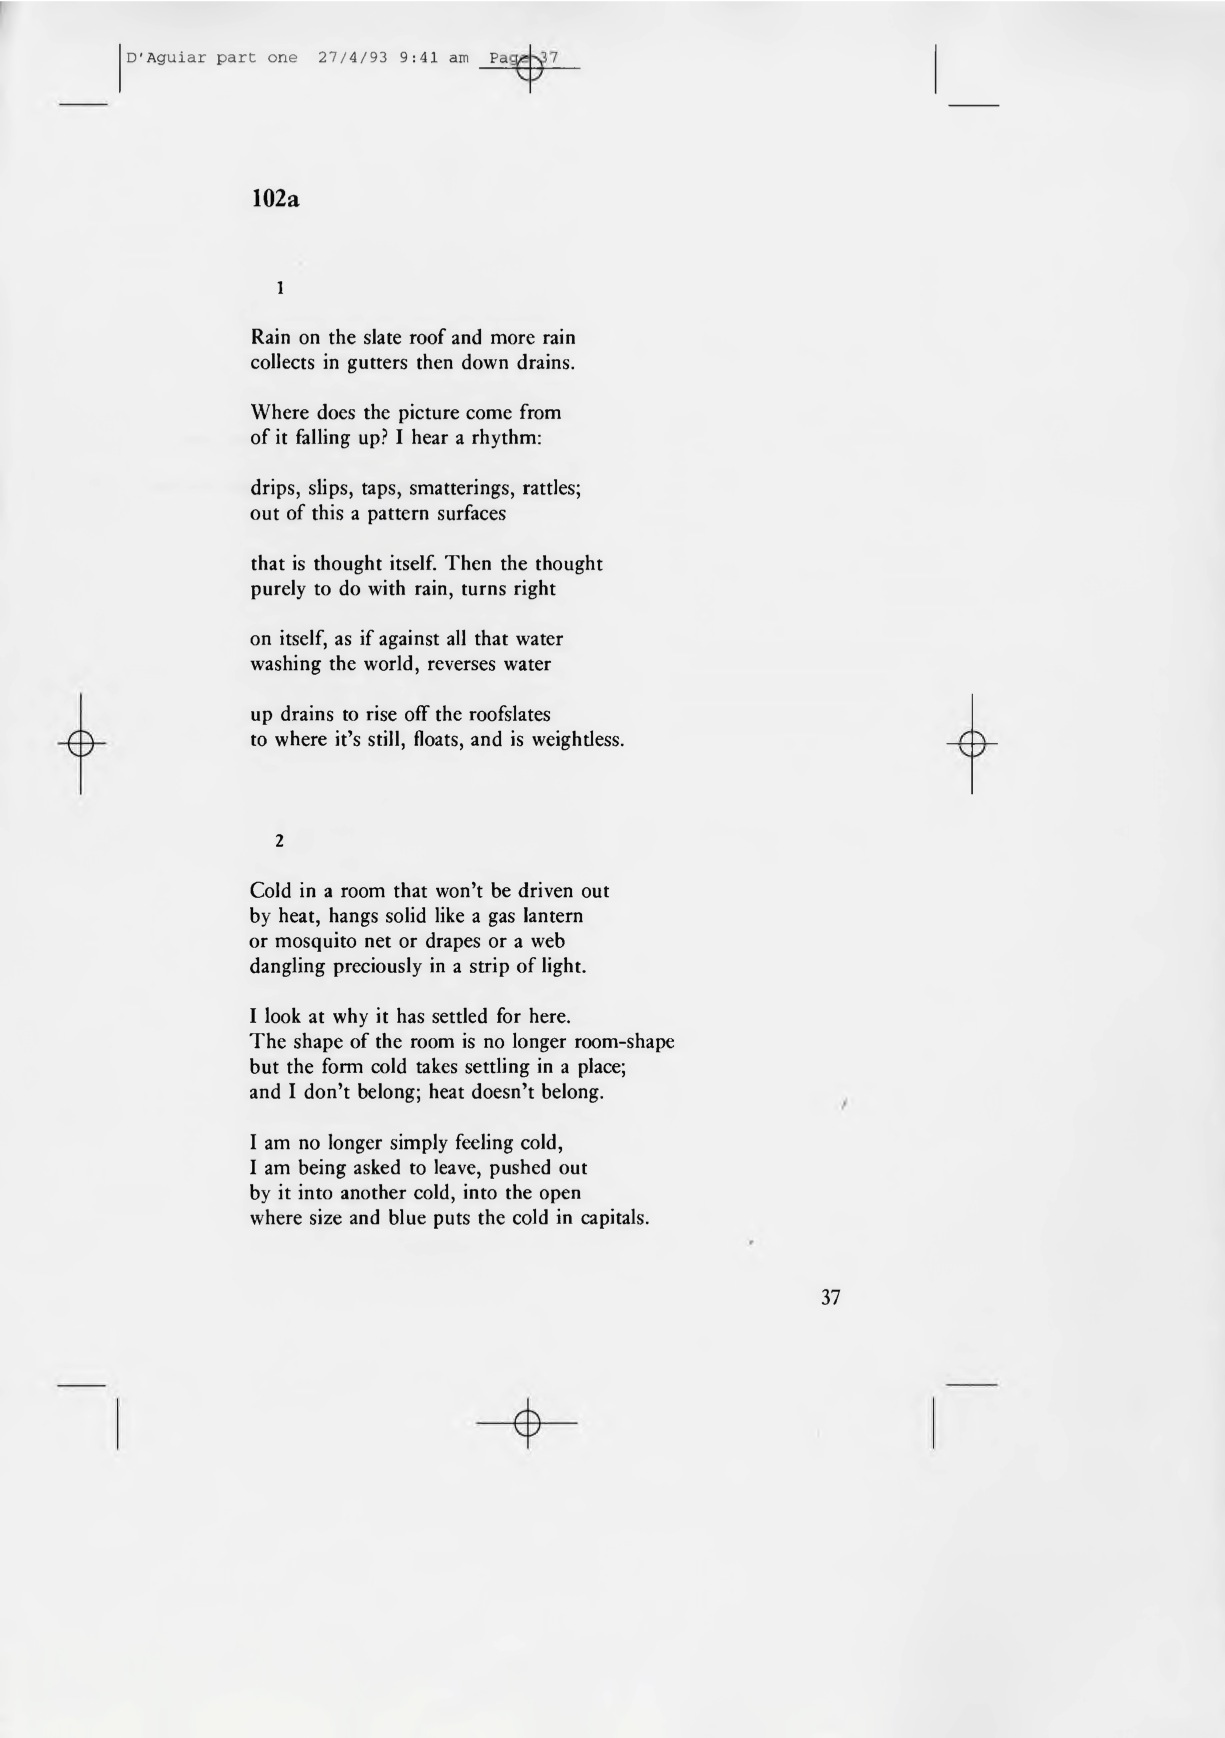 D'Aguiar part one 27/4/93 9:41 am Page 37
102a
1
Rain on the slate roof and more rain
collects in gutters then down drains.
Where does the picture come from
of it falling up? I hear a rhythm:
drips, slips, taps, smatterings, rattles;
out of this a pattern surfaces
that is thought itself. Then the thought
purely to do with rain, turns right
on itself, as if against all that water
washing the world, reverses water
up drains to rise off the roofslates
to where it's still, floats, and is weightless.
2
Cold in a room that won't be driven out
by heat, hangs solid like a gas lantern
or mosquito net or drapes or a web
dangling preciously in a strip of light.
I look at why it has settled for here.
The shape of the room is no longer room-shape
but the form cold takes settling in a place;
and I don't belong; heat doesn't belong.
I am no longer simply feeling cold,
I am being asked to leave, pushed out
by it into another cold, into the open
where size and blue puts the cold in capitals.
37